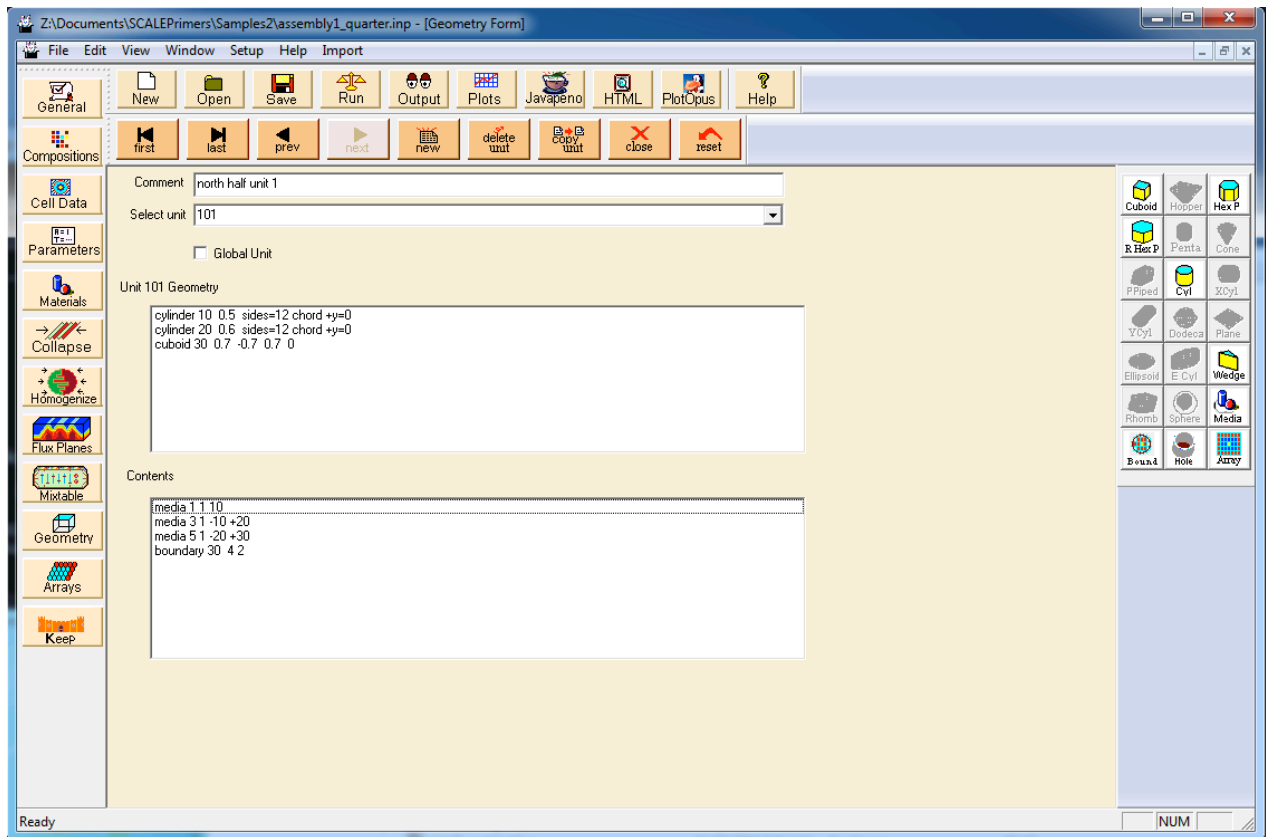 Z:\Documents\SCALEPrimers\Samples2\assembly1_quarter.inp - [Geometry Form]
File Edit View Window Setup Help Import
General
New Open Save Run Output Plots Javapeno HTML PlotOpus Help
Compositions
first last prev next new delete unit copy unit close reset
Cell Data
Parameters
Materials
Collapse
Homogenize
Flux Planes
Mixtable
Geometry
Arrays
Keep
Comment north half unit 1
Select unit 101
Global Unit
Unit 101 Geometry
cylinder 10 0.5 sides=12 chord +y=0
cylinder 20 0.6 sides=12 chord +y=0
cuboid 30 0.7 -0.7 0.7 0
Contents
media 1 1 10
media 3 1 -10 +20
media 5 1 -20 +30
boundary 30 4 2
Cuboid Hopper Hex P
R Hex P Penta Cone
PPiped Cyl XCyl
YCyl Dodeca Plane
Ellipsoid E Cyl Wedge
Rhomb Sphere Media
Bound Hole Array
Ready NUM